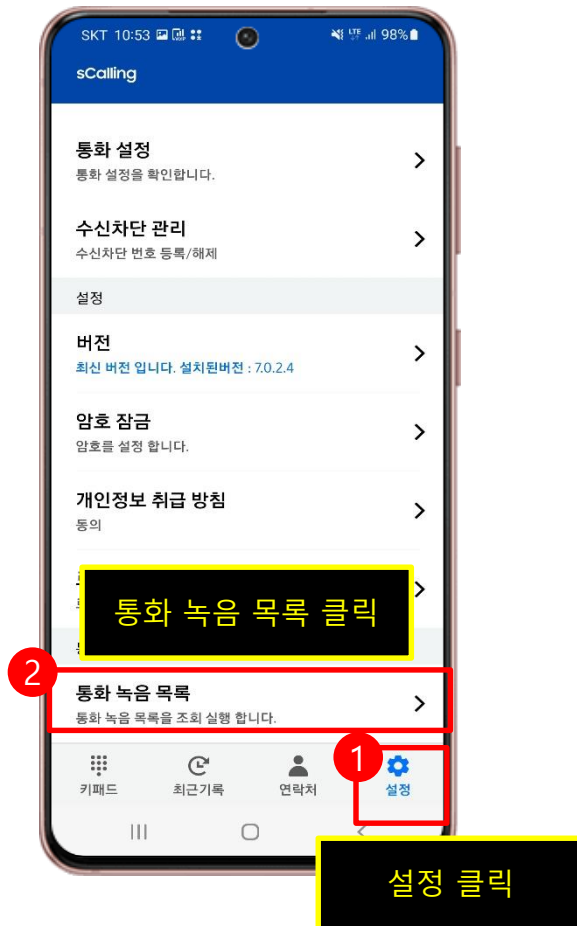 SKT 10:53 LTE 98%
sCalling
통화 설정
통화 설정을 확인합니다.
수신차단 관리
수신차단 번호 등록/해제
설정
버전
최신 버전 입니다. 설치된버전 : 7.0.2.4
암호 잠금
암호를 설정 합니다.
개인정보 취급 방침
동의
통화 녹음 목록 클릭
2
통화 녹음 목록
통화 녹음 목록을 조회 실행 합니다.
1
키패드 최근기록 연락처 설정
설정 클릭